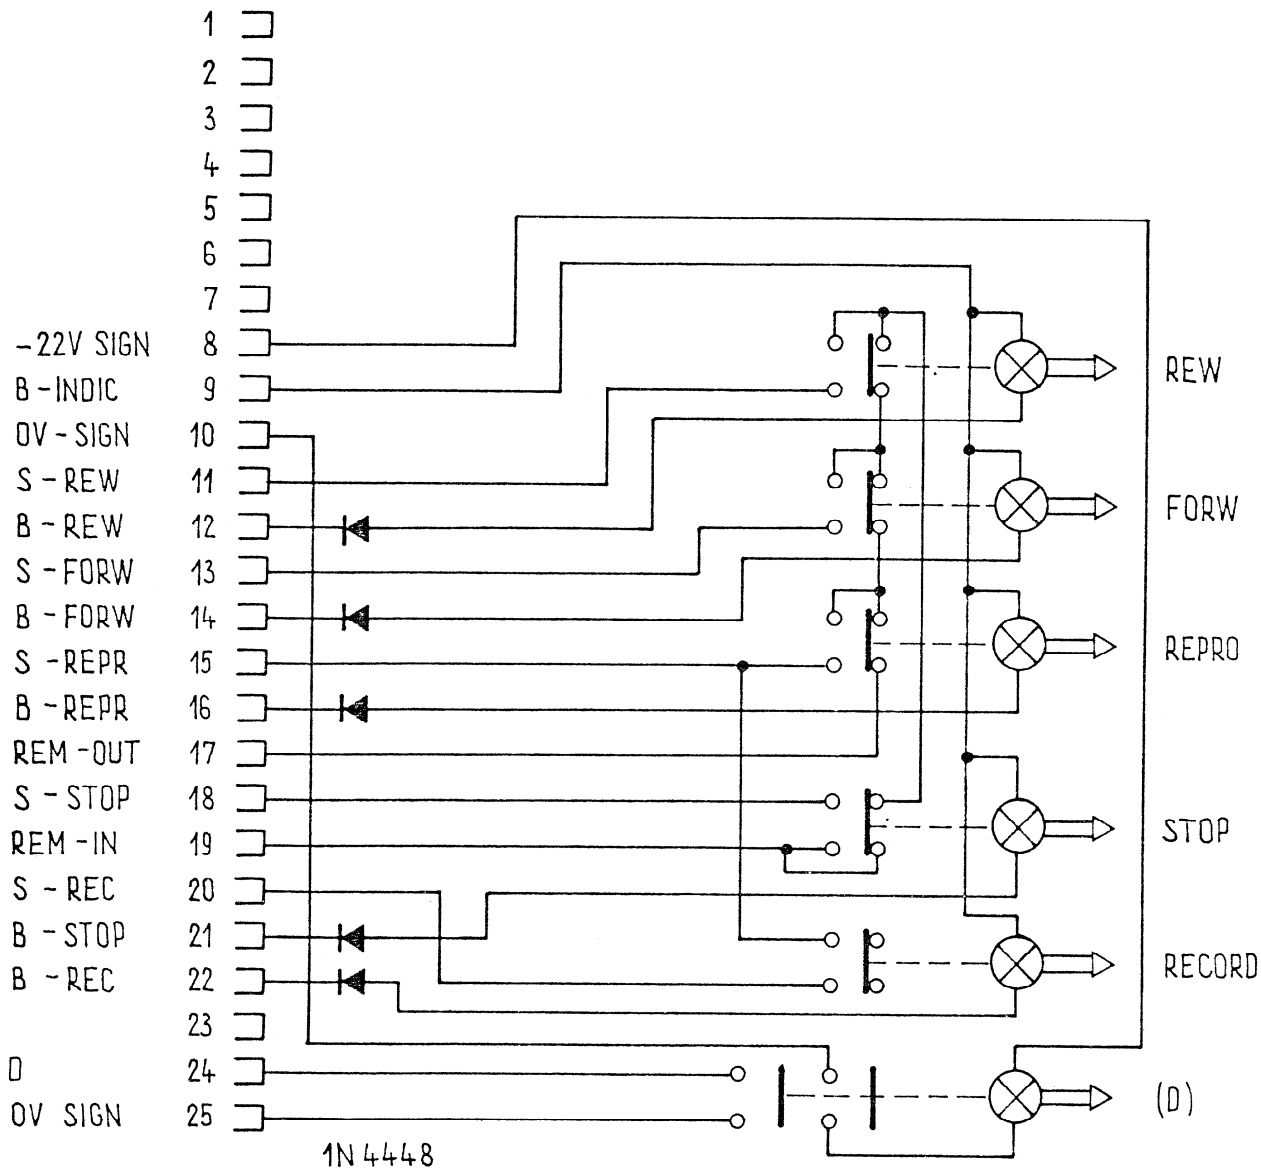 1
2
3
4
5
6
7
-22V SIGN 8
B-INDIC 9
0V-SIGN 10
S-REW 11
B-REW 12
S-FORW 13
B-FORW 14
S-REPR 15
B-REPR 16
REM-OUT 17
S-STOP 18
REM-IN 19
S-REC 20
B-STOP 21
B-REC 22
23
D 24
0V SIGN 25
1N4448
REW
FORW
REPRO
STOP
RECORD
(D)